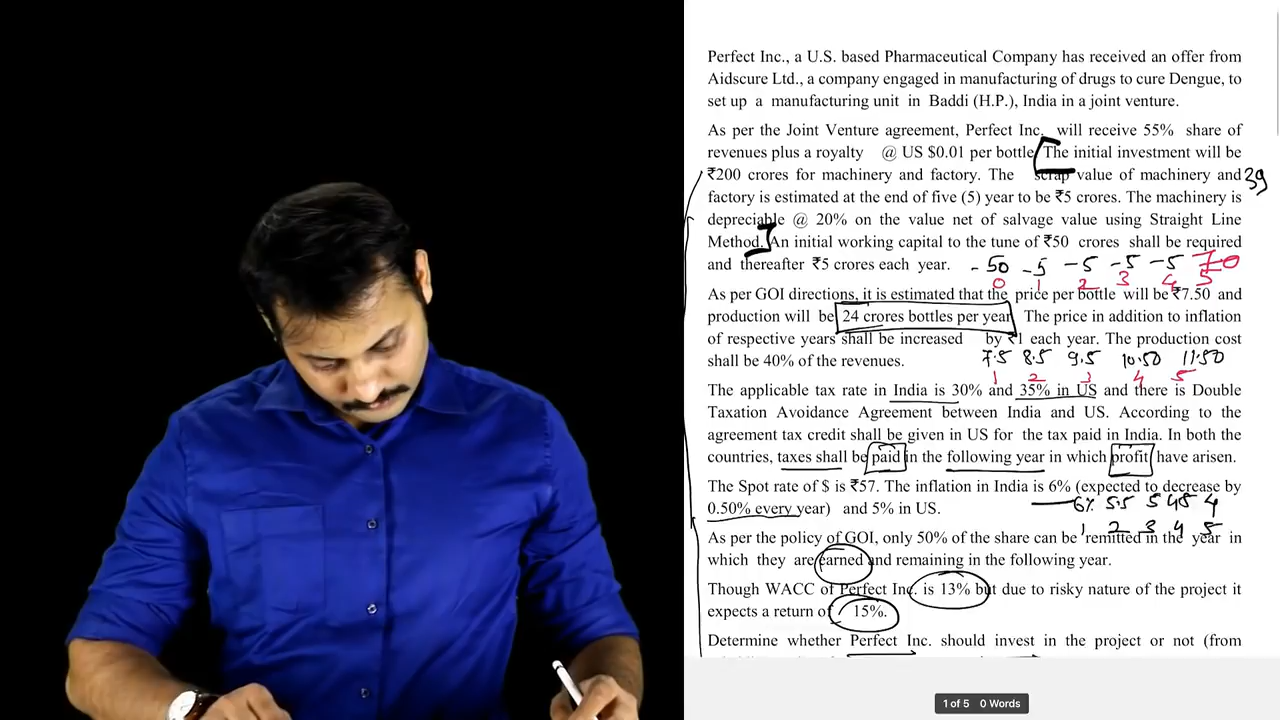 Perfect Inc., a U.S. based Pharmaceutical Company has received an offer from
Aidscure Ltd., a company engaged in manufacturing of drugs to cure Dengue, to
set up a manufacturing unit in Baddi (H.P.), India in a joint venture.
As per the Joint Venture agreement, Perfect Inc. will receive 55% share of
revenues plus a royalty @ US $0.01 per bottle. The initial investment will be
₹200 crores for machinery and factory. The scrap value of machinery and
39
factory is estimated at the end of five (5) year to be ₹5 crores. The machinery is
depreciable @ 20% on the value net of salvage value using Straight Line
Method. An initial working capital to the tune of ₹50 crores shall be required
and thereafter ₹5 crores each year. -50 -5 -5 -5 -5 70
0 1 2 3 4 5
As per GOI directions, it is estimated that the price per bottle will be ₹7.50 and
production will be 24 crores bottles per year. The price in addition to inflation
of respective years shall be increased by ₹1 each year. The production cost
shall be 40% of the revenues. 7.5 8.5 9.5 10.50 11.50
1 2 3 4 5
The applicable tax rate in India is 30% and 35% in US and there is Double
Taxation Avoidance Agreement between India and US. According to the
agreement tax credit shall be given in US for the tax paid in India. In both the
countries, taxes shall be paid in the following year in which profit have arisen.
The Spot rate of $ is ₹57. The inflation in India is 6% (expected to decrease by
0.50% every year) and 5% in US. 6% 5.5 5 4.5 4
1 2 3 4 5
As per the policy of GOI, only 50% of the share can be remitted in the year in
which they are earned and remaining in the following year.
Though WACC of Perfect Inc. is 13% but due to risky nature of the project it
expects a return of 15%.
Determine whether Perfect Inc. should invest in the project or not (from
1 of 5 0 Words